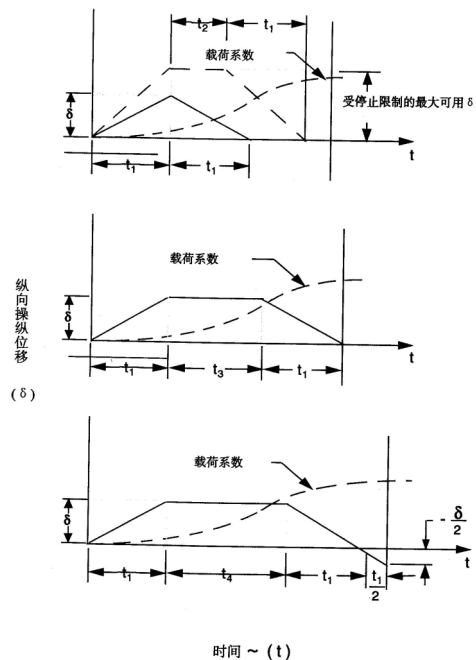 t₂
t₁
载荷系数
δ
受停止限制的最大可用 δ
t
t₁
t₁
载荷系数
δ
t₁
t₃
t₁
t
纵向操纵位移
(δ)
载荷系数
δ
- δ/2
t
t₁
t₄
t₁
t₁/2
时间 ~ (t)